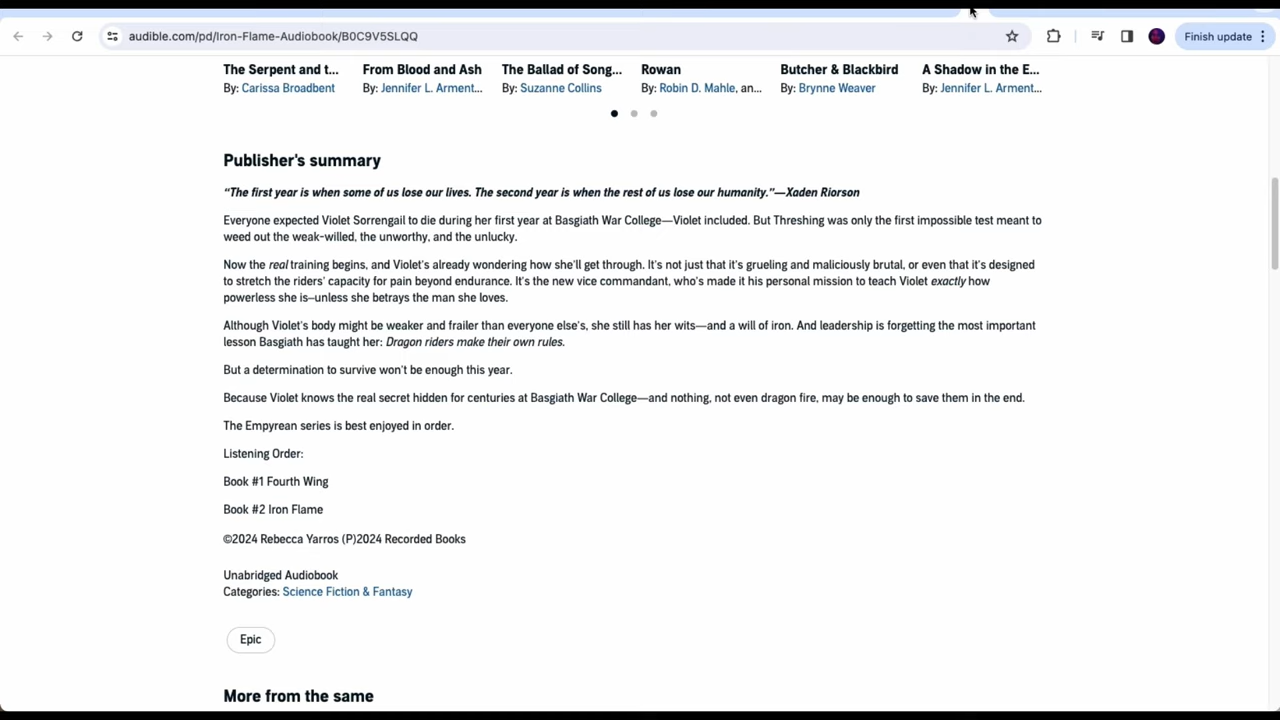 audible.com/pd/Iron-Flame-Audiobook/B0C9V5SLQQ
Finish update
The Serpent and t... From Blood and Ash The Ballad of Song... Rowan Butcher & Blackbird A Shadow in the E...
By: Carissa Broadbent By: Jennifer L. Arment... By: Suzanne Collins By: Robin D. Mahle, an... By: Brynne Weaver By: Jennifer L. Arment...
Publisher's summary
“The first year is when some of us lose our lives. The second year is when the rest of us lose our humanity.”—Xaden Riorson
Everyone expected Violet Sorrengail to die during her first year at Basgiath War College—Violet included. But Threshing was only the first impossible test meant to
weed out the weak-willed, the unworthy, and the unlucky.
Now the real training begins, and Violet's already wondering how she'll get through. It's not just that it's grueling and maliciously brutal, or even that it's designed
to stretch the riders' capacity for pain beyond endurance. It's the new vice commandant, who's made it his personal mission to teach Violet exactly how
powerless she is–unless she betrays the man she loves.
Although Violet's body might be weaker and frailer than everyone else's, she still has her wits—and a will of iron. And leadership is forgetting the most important
lesson Basgiath has taught her: Dragon riders make their own rules.
But a determination to survive won't be enough this year.
Because Violet knows the real secret hidden for centuries at Basgiath War College—and nothing, not even dragon fire, may be enough to save them in the end.
The Empyrean series is best enjoyed in order.
Listening Order:
Book #1 Fourth Wing
Book #2 Iron Flame
©2024 Rebecca Yarros (P)2024 Recorded Books
Unabridged Audiobook
Categories: Science Fiction & Fantasy
Epic
More from the same